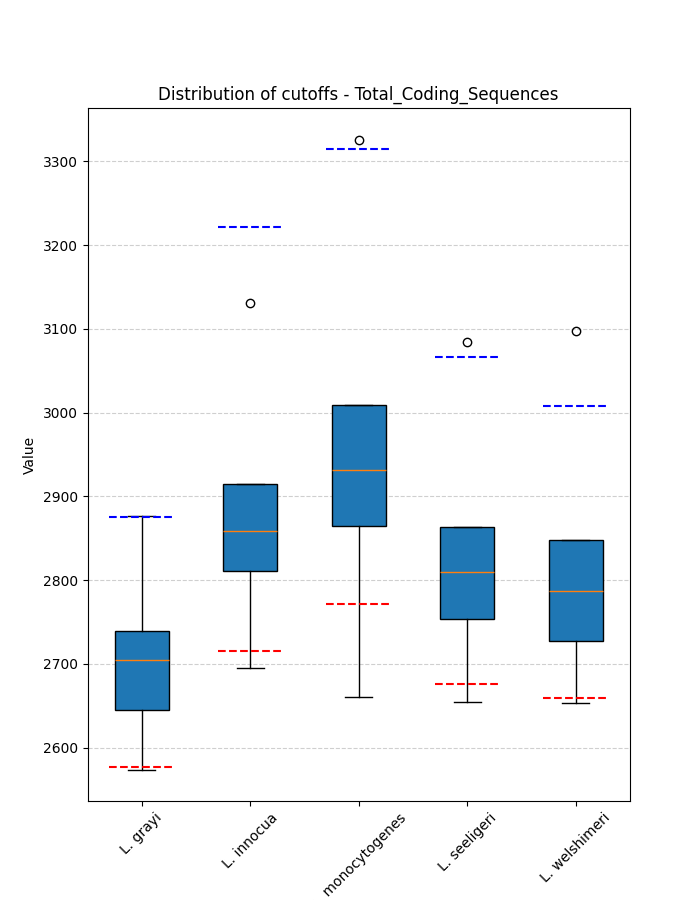 Distribution of cutoffs - Total_Coding_Sequences
Value
3300
3200
3100
3000
2900
2800
2700
2600
L. grayi
L. innocua
monocytogenes
L. seeligeri
L. welshimeri